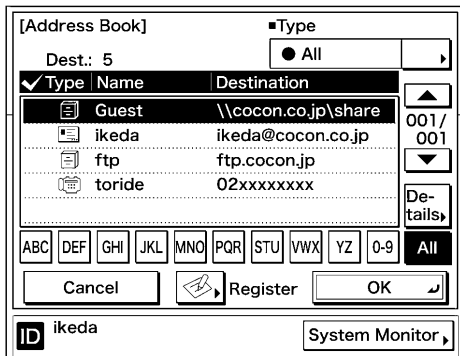 [Address Book]
■Type
Dest.: 5
● All
✓ Type Name Destination
Guest \\cocon.co.jp\share
ikeda ikeda@cocon.co.jp
ftp ftp.cocon.jp
toride 02xxxxxxxx
001/
001
De-
tails
ABC DEF GHI JKL MNO PQR STU VWX YZ 0-9 All
Cancel Register OK
ID ikeda System Monitor